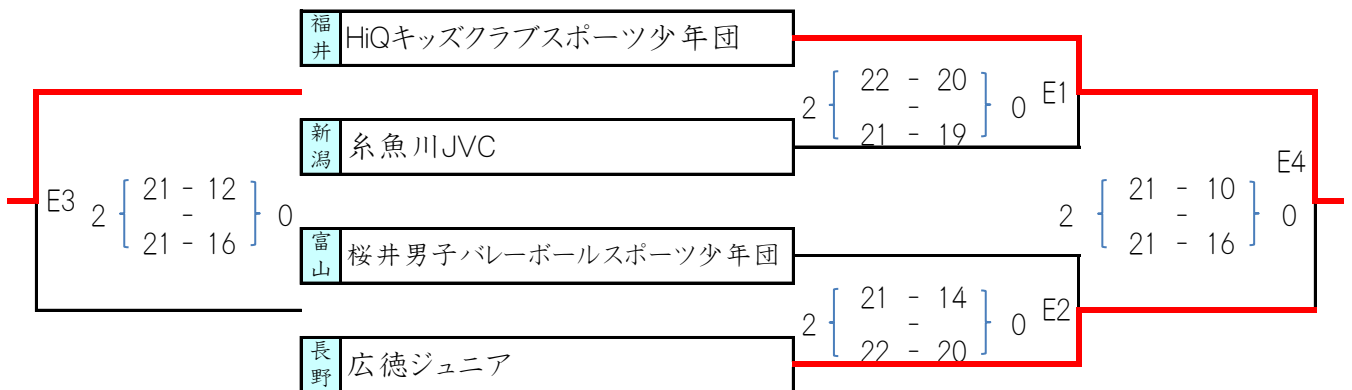 福井 HiQキッズクラブスポーツ少年団
2 22 - 20 0 E1
-
21 - 19
新潟 糸魚川JVC
E3 2 21 - 12 0
-
21 - 16
E4
2 21 - 10 0
-
21 - 16
富山 桜井男子バレーボールスポーツ少年団
2 21 - 14 0 E2
-
22 - 20
長野 広徳ジュニア